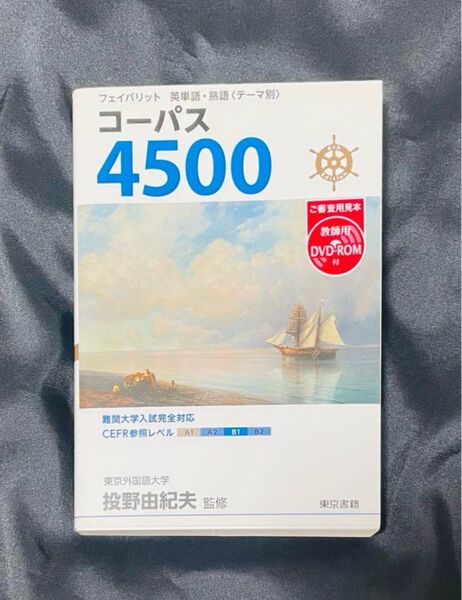 フェイバリット 英単語・熟語〈テーマ別〉
コーパス
4500
ご審査用見本
教師用
DVD-ROM
付
難関大学入試完全対応
CEFR参照レベル A1 A2 B1 B2
東京外国語大学
投野由紀夫 監修
東京書籍